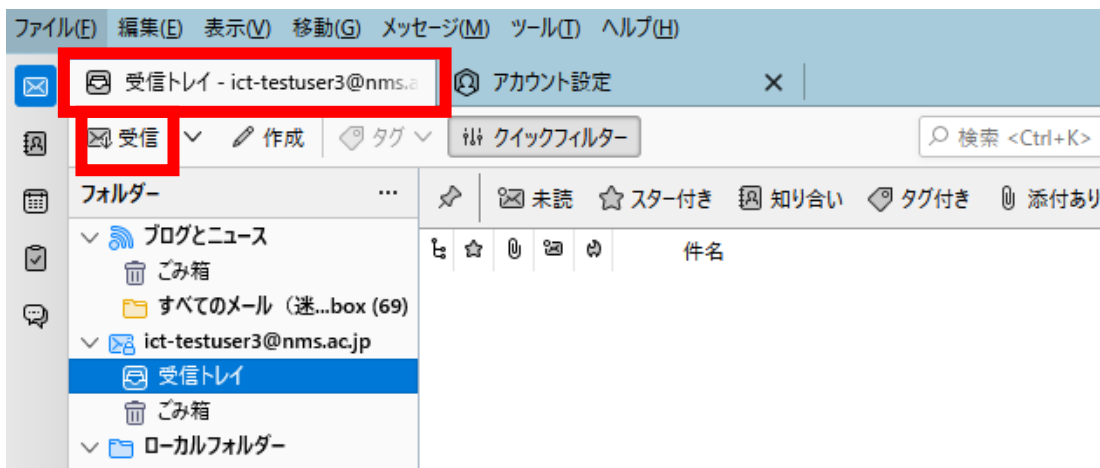 ファイル(F) 編集(E) 表示(V) 移動(G) メッセージ(M) ツール(T) ヘルプ(H)
受信トレイ - ict-testuser3@nms.a アカウント設定
受信 作成 タグ クイックフィルター 検索 <Ctrl+K>
フォルダー ... 未読 スター付き 知り合い タグ付き 添付あり
ブログとニュース 件名
ごみ箱
すべてのメール（迷...box (69)
ict-testuser3@nms.ac.jp
受信トレイ
ごみ箱
ローカルフォルダー